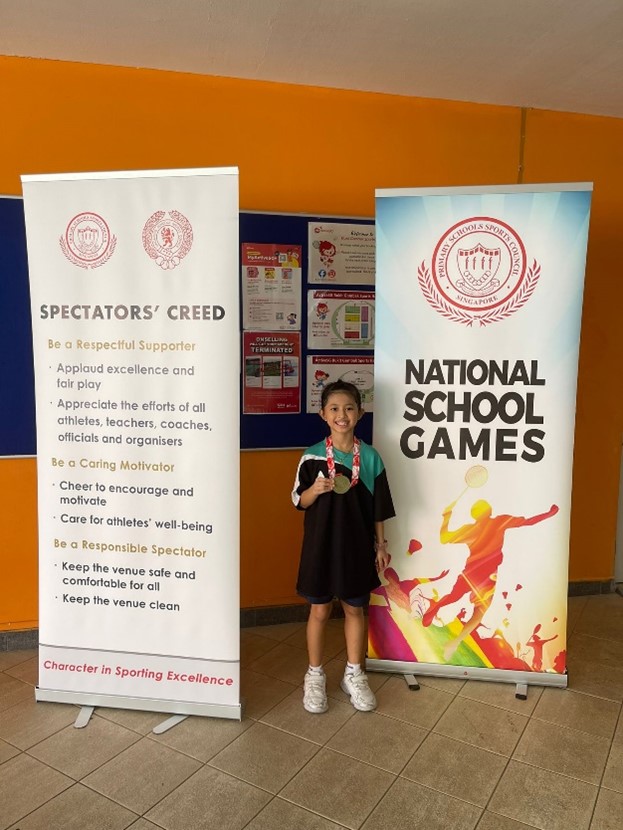 SPECTATORS' CREED
Be a Respectful Supporter
· Applaud excellence and
fair play
· Appreciate the efforts of all
athletes, teachers, coaches,
officials and organisers
Be a Caring Motivator
· Cheer to encourage and
motivate
· Care for athletes' well-being
Be a Responsible Spectator
· Keep the venue safe and
comfortable for all
· Keep the venue clean
Character in Sporting Excellence
TERMINATED
PRIMARY SCHOOLS SPORTS COUNCIL
SINGAPORE
NATIONAL
SCHOOL
GAMES